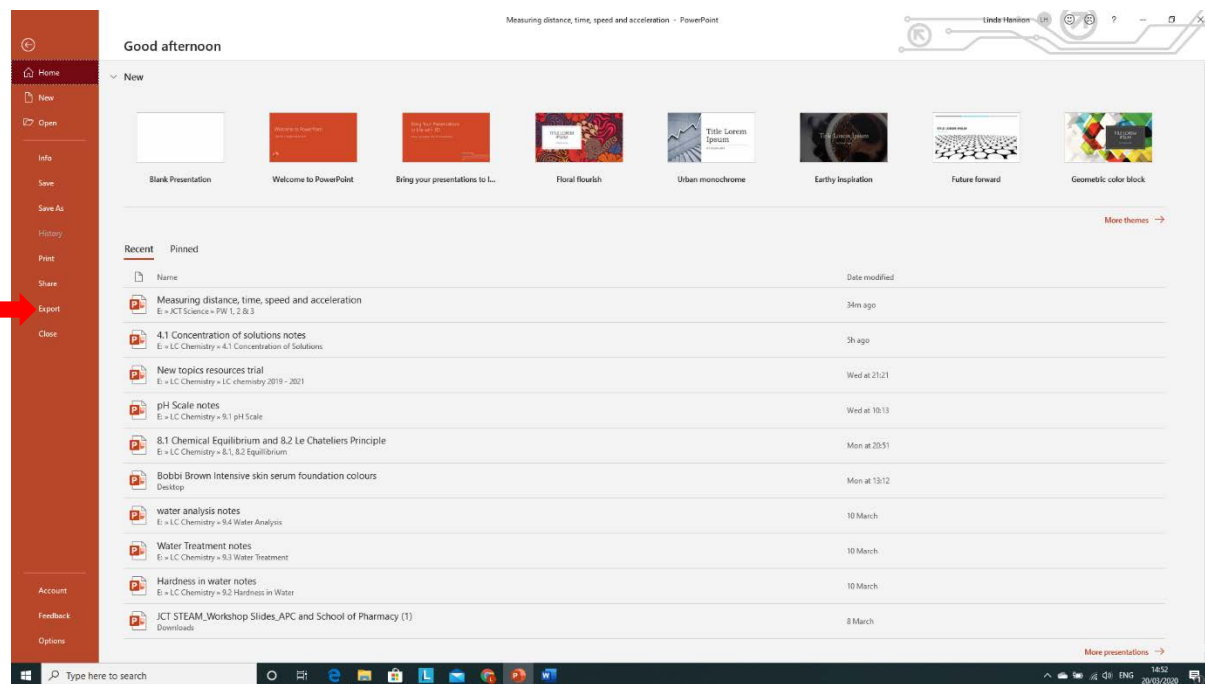 Measuring distance, time, speed and acceleration - PowerPoint
Linda Hanlon LH ?
Good afternoon
Home
New
Open
Info
Save
Save As
History
Print
Share
Export
Close
Account
Feedback
Options
New
Title Lorem
Ipsum
Title Lorem Ipsum
Blank Presentation
Welcome to PowerPoint
Bring your presentations to l...
Floral flourish
Urban monochrome
Earthy inspiration
Future forward
Geometric color block
More themes
Recent Pinned
Name Date modified
Measuring distance, time, speed and acceleration
E: » JCT Science » PW 1, 2 & 3
34m ago
4.1 Concentration of solutions notes
E: » LC Chemistry » 4.1 Concentration of Solutions
5h ago
New topics resources trial
E: » LC Chemistry » LC chemistry 2019 - 2021
Wed at 21:21
pH Scale notes
E: » LC Chemistry » 9.1 pH Scale
Wed at 10:13
8.1 Chemical Equilibrium and 8.2 Le Chateliers Principle
E: » LC Chemistry » 8.1, 8.2 Equillibrium
Mon at 20:51
Bobbi Brown Intensive skin serum foundation colours
Desktop
Mon at 13:12
water analysis notes
E: » LC Chemistry » 9.4 Water Analysis
10 March
Water Treatment notes
E: » LC Chemistry » 9.3 Water Treatment
10 March
Hardness in water notes
E: » LC Chemistry » 9.2 Hardness in Water
10 March
JCT STEAM_Workshop Slides_APC and School of Pharmacy (1)
Downloads
8 March
More presentations
Type here to search
ENG
14:52
20/03/2020